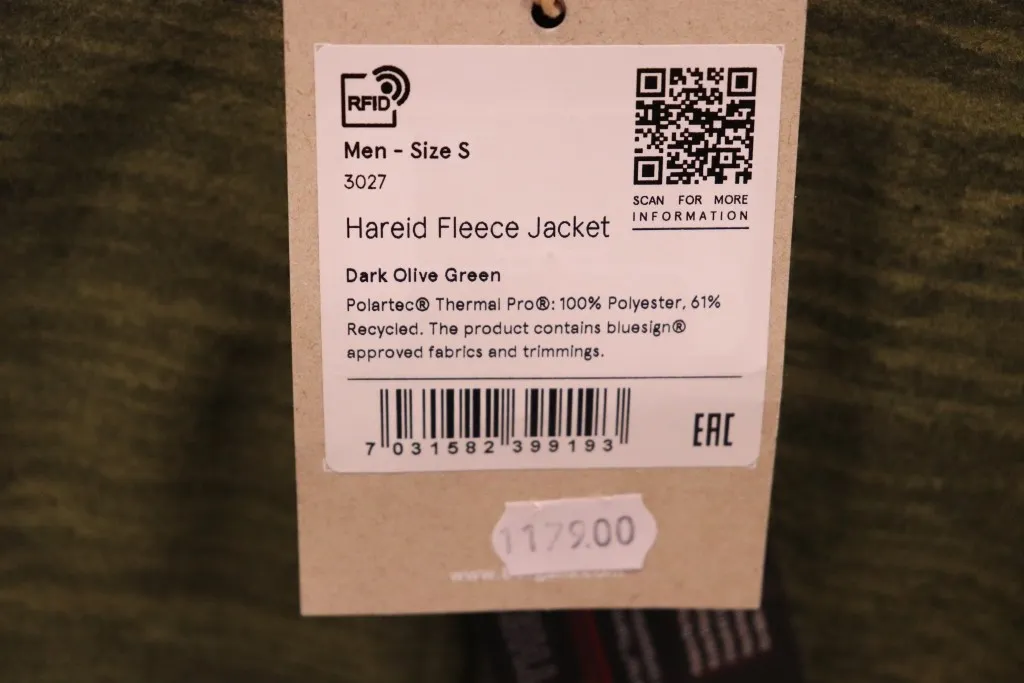 RFID
Men - Size S
3027
SCAN FOR MORE
INFORMATION
Hareid Fleece Jacket
Dark Olive Green
Polartec® Thermal Pro®: 100% Polyester, 61%
Recycled. The product contains bluesign®
approved fabrics and trimmings.
7 031582 399193
EAC
1179.00